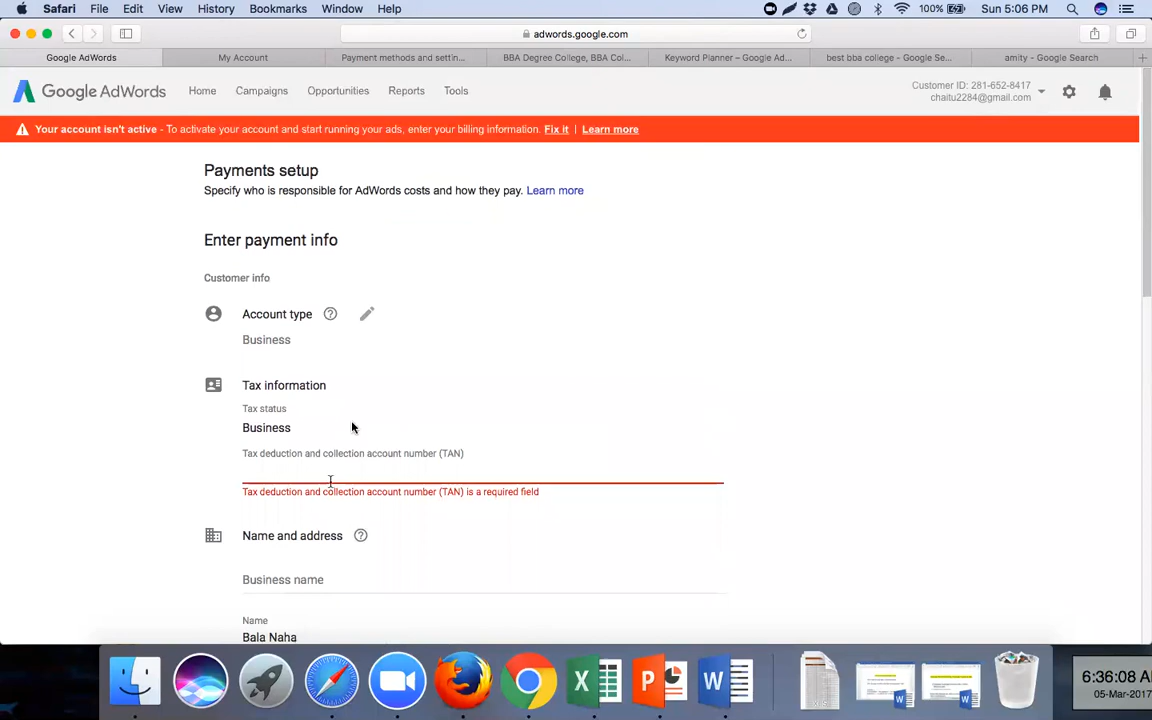 Safari File Edit View History Bookmarks Window Help 100% Sun 5:06 PM
adwords.google.com
Google AdWords My Account Payment methods and settin... BBA Degree College, BBA Col... Keyword Planner – Google Ad... best bba college - Google Se... amity - Google Search
Google AdWords Home Campaigns Opportunities Reports Tools
Customer ID: 281-652-8417
chaitu2284@gmail.com
Your account isn't active - To activate your account and start running your ads, enter your billing information. Fix it | Learn more
Payments setup
Specify who is responsible for AdWords costs and how they pay. Learn more
Enter payment info
Customer info
Account type
Business
Tax information
Tax status
Business
Tax deduction and collection account number (TAN)
Tax deduction and collection account number (TAN) is a required field
Name and address
Business name
Name
Bala Naha
6:36:08
05-Mar-2017